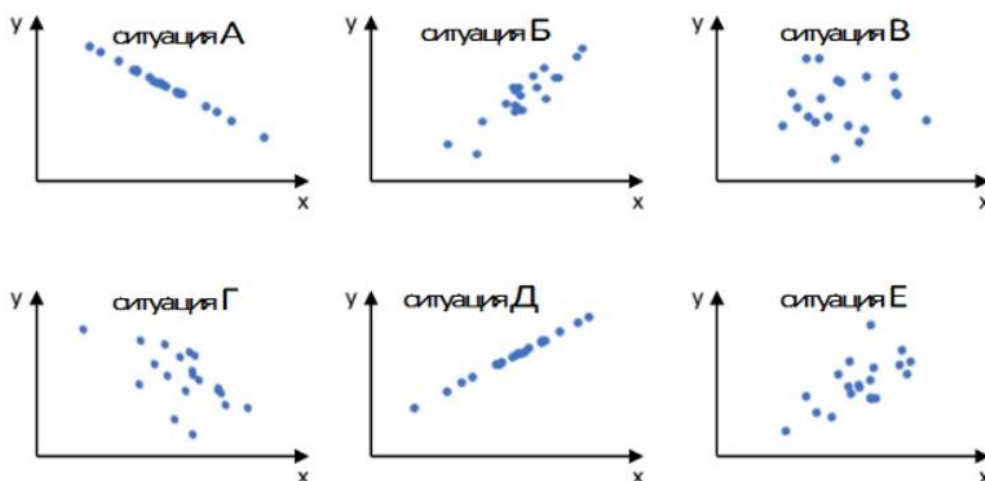 y
ситуация А
x
y
ситуация Б
x
y
ситуация В
x
y
ситуация Г
x
y
ситуация Д
x
y
ситуация Е
x